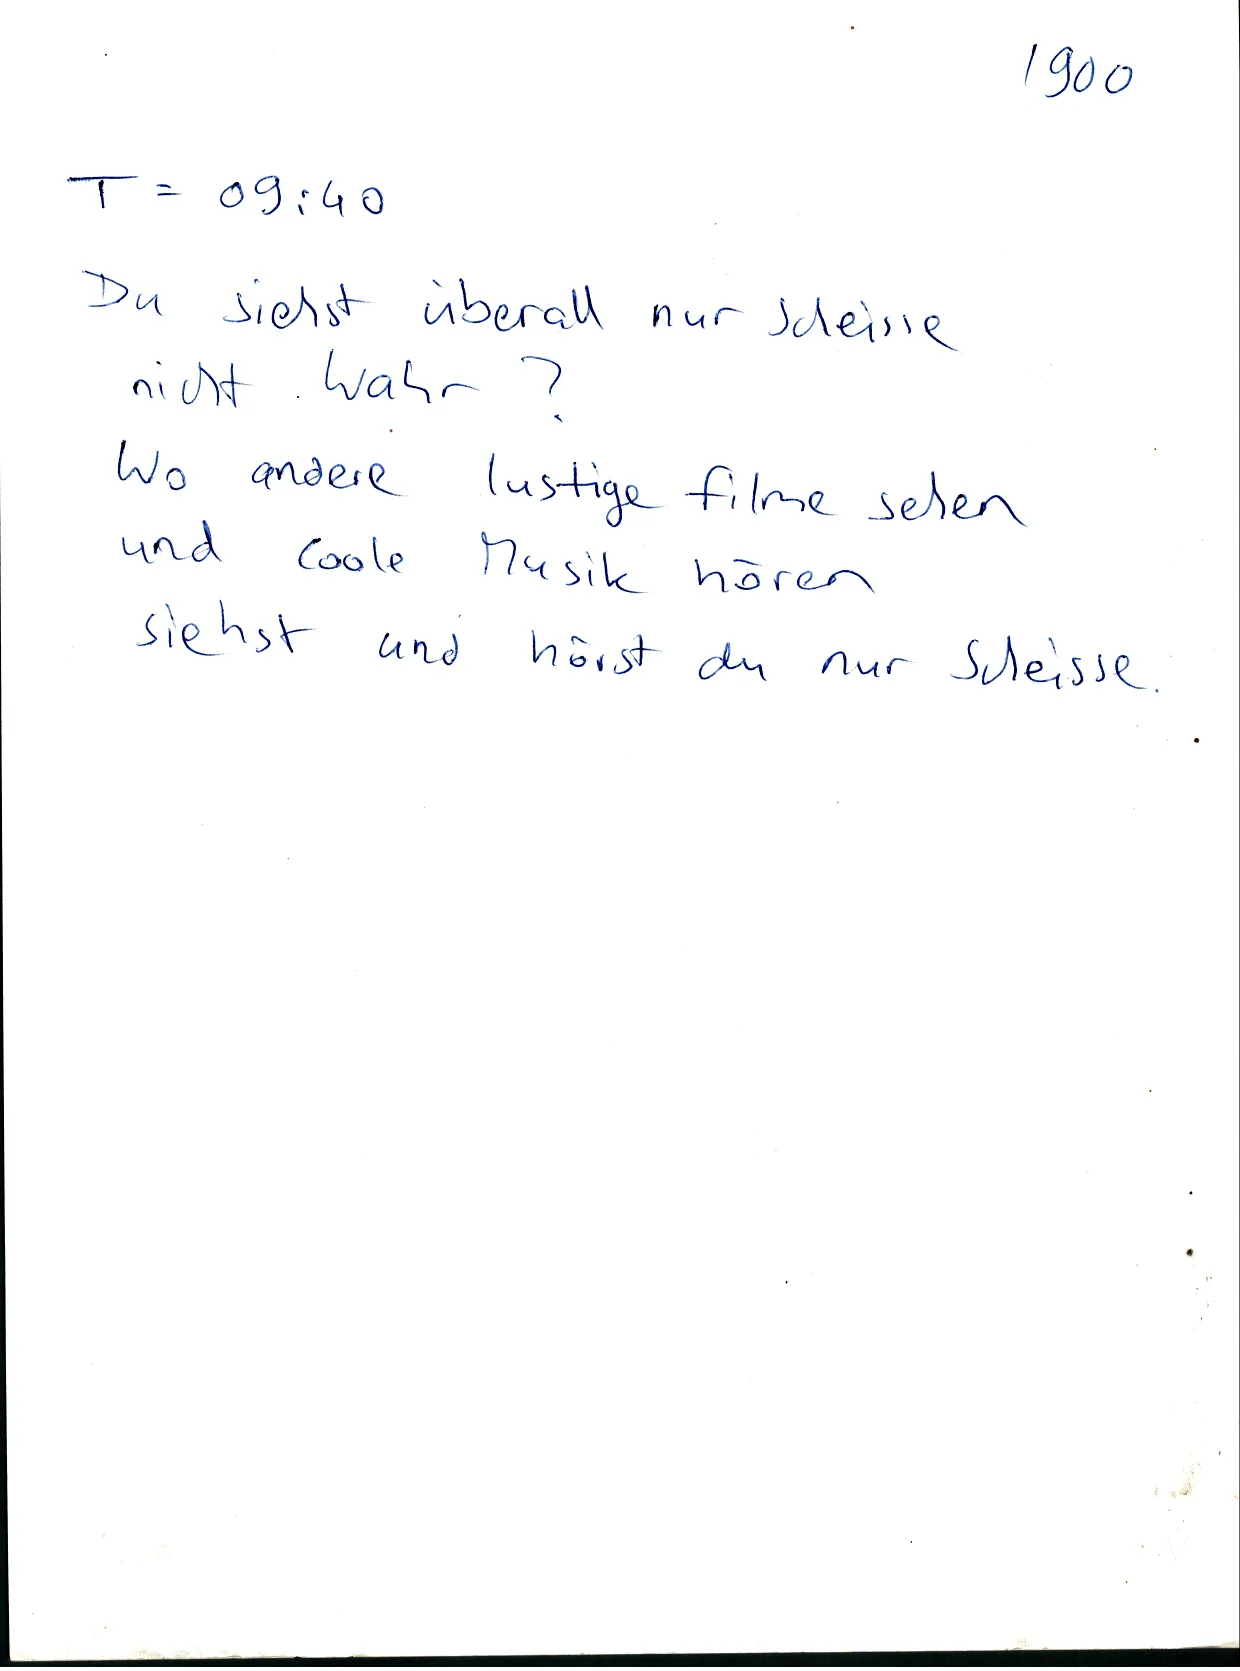 1900
T = 09:40
Du siehst überall nur Scheisse
nicht wahr ?
Wo andere lustige filme sehen
und coole Musik hören
siehst und hörst du nur Scheisse.